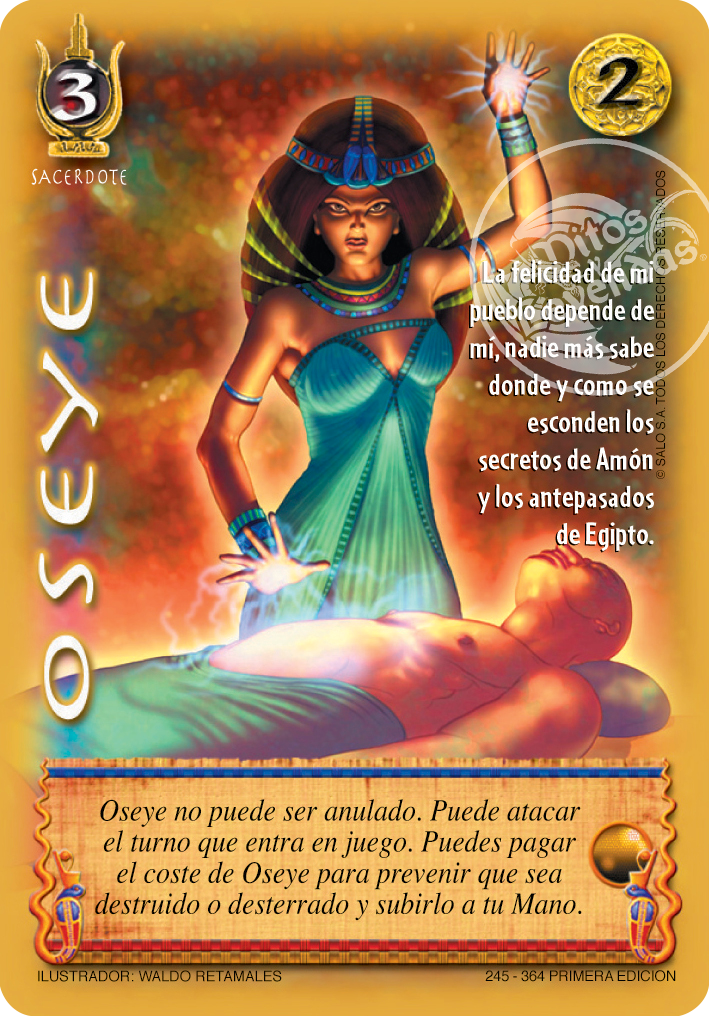 3
2
SACERDOTE
OSEYE
Mitos
Leyendas
La felicidad de mi
pueblo depende de
mí, nadie más sabe
donde y como se
esconden los
secretos de Amón
y los antepasados
de Egipto.
© SALO S.A. TODOS LOS DERECHOS RESERVADOS
Oseye no puede ser anulado. Puede atacar
el turno que entra en juego. Puedes pagar
el coste de Oseye para prevenir que sea
destruido o desterrado y subirlo a tu Mano.
ILUSTRADOR: WALDO RETAMALES
245 - 364 PRIMERA EDICION